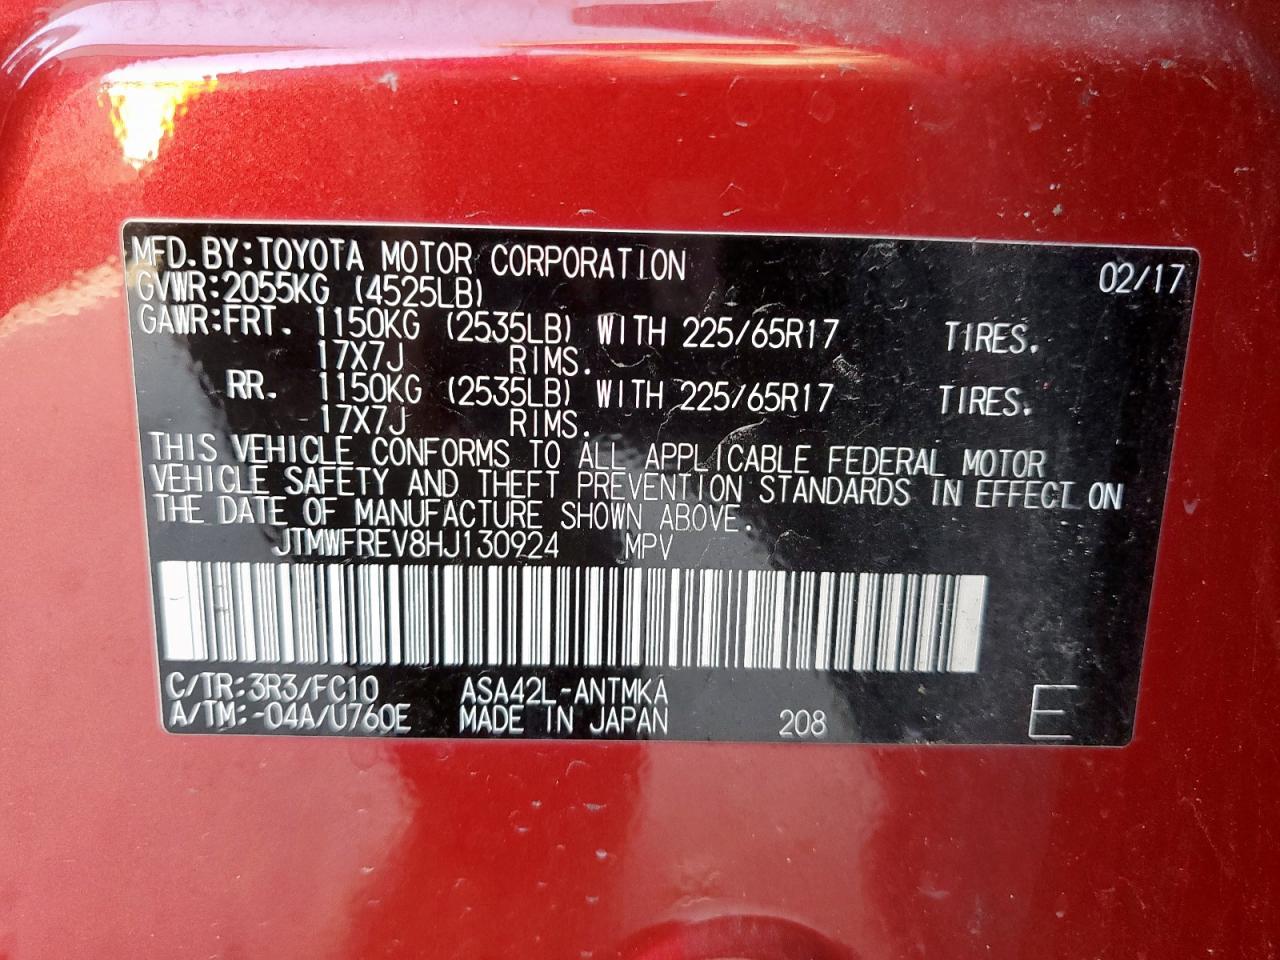 MFD.BY:TOYOTA MOTOR CORPORATION 02/17
GVWR:2055KG (4525LB)
GAWR:FRT. 1150KG (2535LB) WITH 225/65R17 TIRES.
17X7J RIMS.
RR. 1150KG (2535LB) WITH 225/65R17 TIRES.
17X7J RIMS.
THIS VEHICLE CONFORMS TO ALL APPLICABLE FEDERAL MOTOR
VEHICLE SAFETY AND THEFT PREVENTION STANDARDS IN EFFECT ON
THE DATE OF MANUFACTURE SHOWN ABOVE.
JTMWFREV8HJ130924 MPV
C/TR:3R3/FC10 ASA42L-ANTMKA
A/TM:-04A/U760E MADE IN JAPAN 208 E